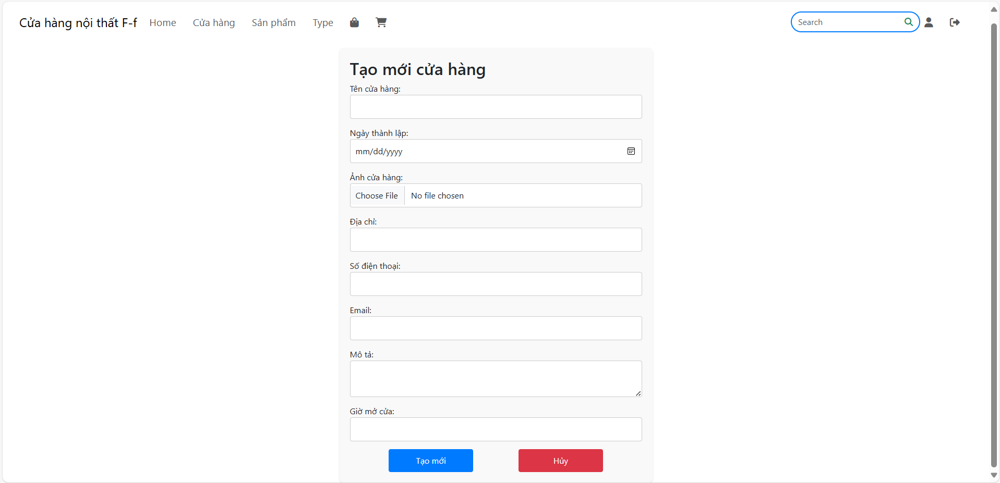 Cửa hàng nội thất F-f Home Cửa hàng Sản phẩm Type Search
Tạo mới cửa hàng
Tên cửa hàng:
Ngày thành lập:
mm/dd/yyyy
Ảnh cửa hàng:
Choose File No file chosen
Địa chỉ:
Số điện thoại:
Email:
Mô tả:
Giờ mở cửa:
Tạo mới Hủy